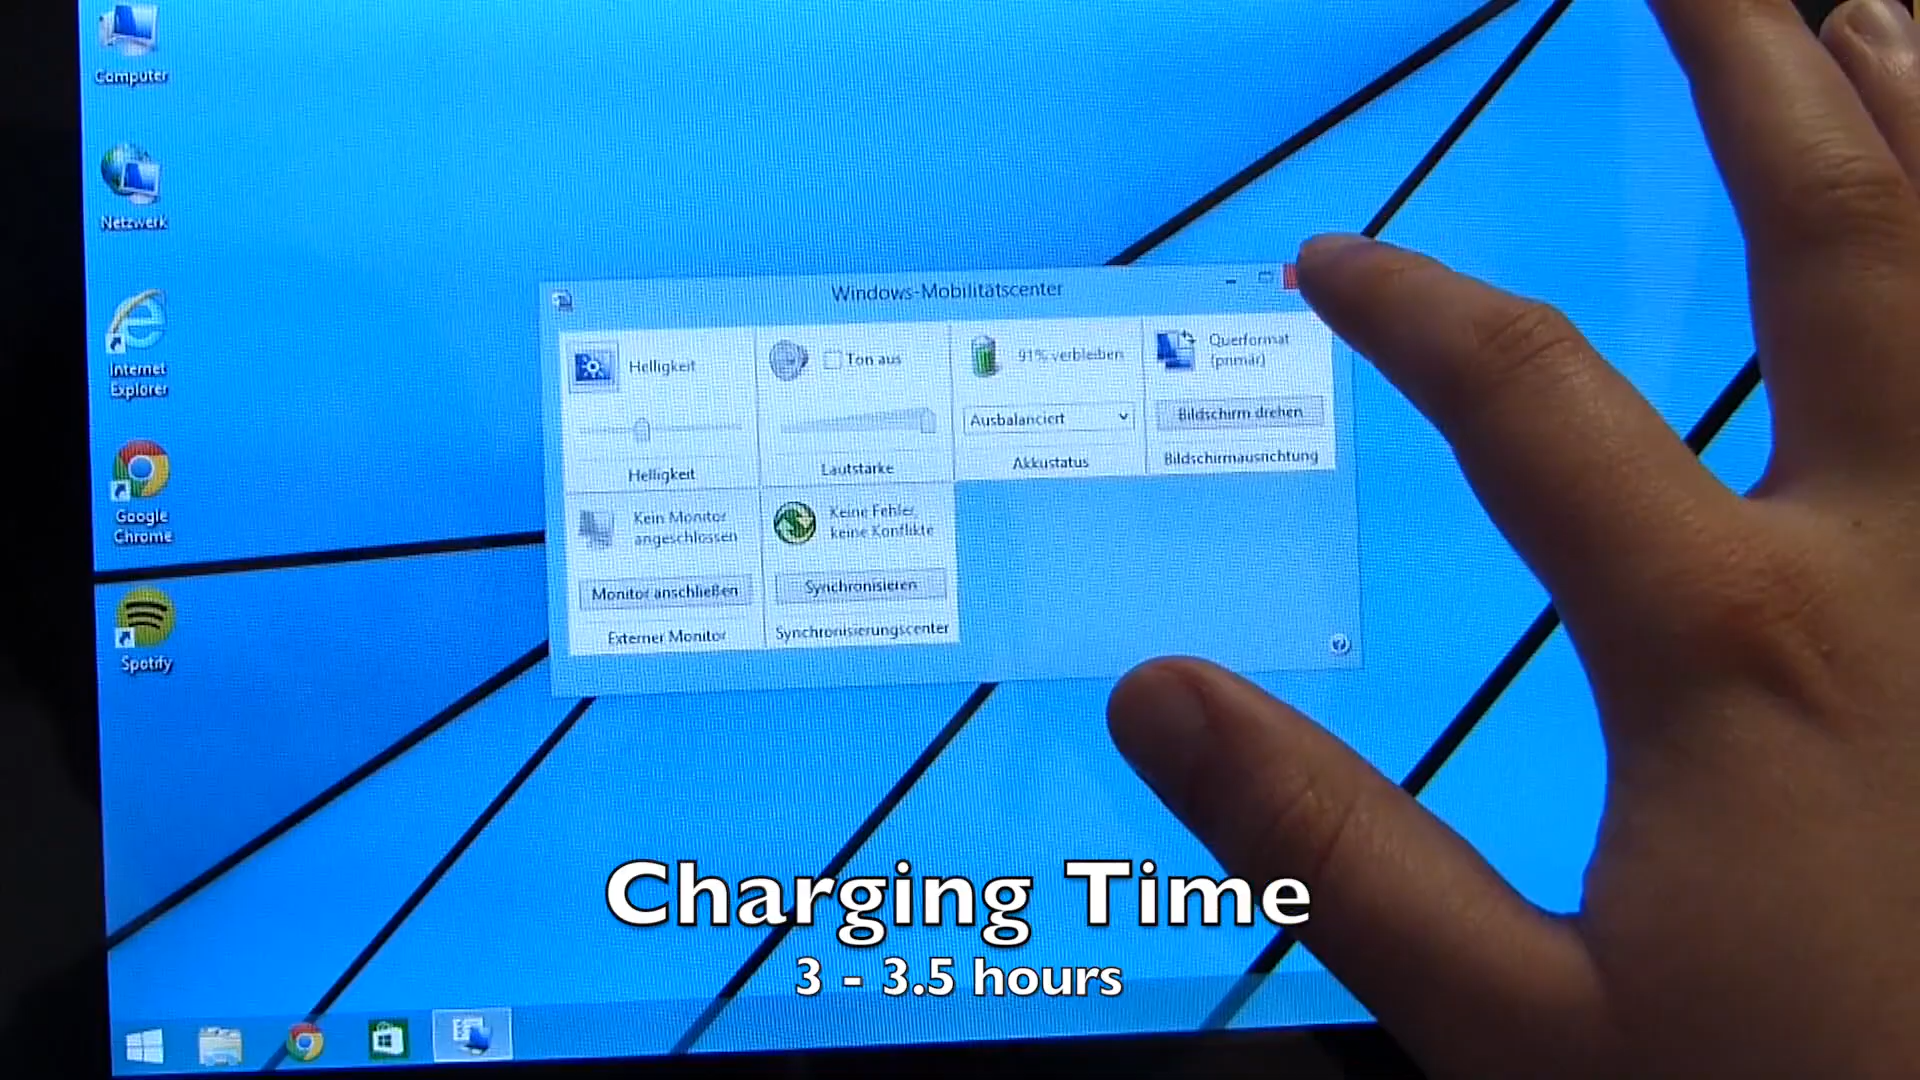 Computer
Netzwerk
Internet
Explorer
Google
Chrome
Spotify
Windows-Mobilitätscenter
Helligkeit
Helligkeit
Ton aus
Lautstärke
91% verbleiben
Ausbalanciert
Akkustatus
Querformat
(primär)
Bildschirm drehen
Bildschirmausrichtung
Kein Monitor
angeschlossen
Monitor anschließen
Externer Monitor
Keine Fehler,
keine Konflikte
Synchronisieren
Synchronisierungscenter
Charging Time
3 - 3.5 hours